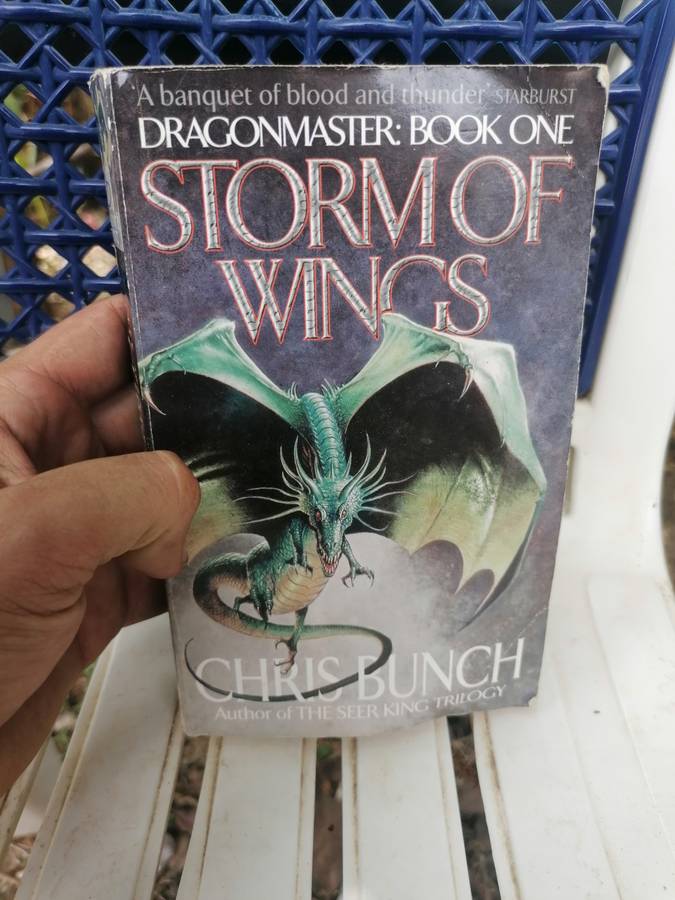 'A banquet of blood and thunder' STARBURST
DRAGONMASTER: BOOK ONE
STORM OF
WINGS
CHRIS BUNCH
Author of THE SEER KING TRILOGY